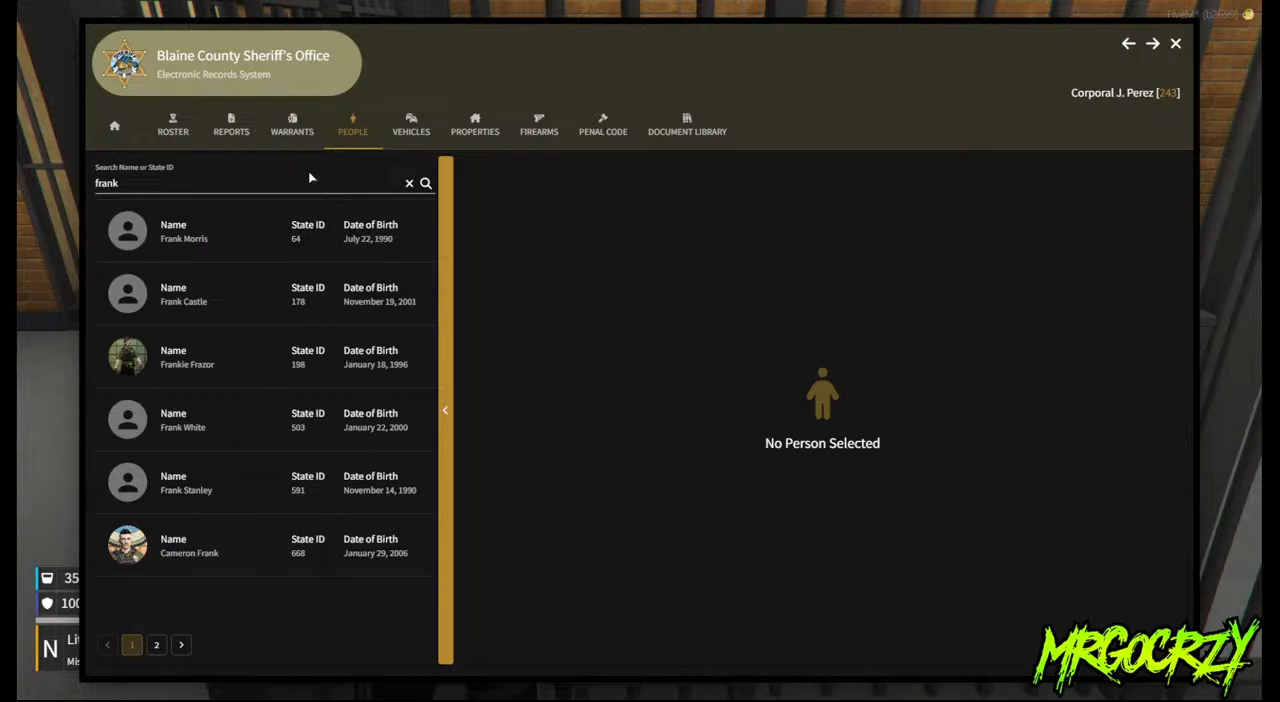 FiveM® (b2699)
Blaine County Sheriff's Office
Electronic Records System
Corporal J. Perez [243]
ROSTER REPORTS WARRANTS PEOPLE VEHICLES PROPERTIES FIREARMS PENAL CODE DOCUMENT LIBRARY
Search Name or State ID
frank
Name State ID Date of Birth
Frank Morris 64 July 22, 1990
Name State ID Date of Birth
Frank Castle 178 November 19, 2001
Name State ID Date of Birth
Frankie Frazor 198 January 18, 1996
Name State ID Date of Birth
Frank White 503 January 22, 2000
Name State ID Date of Birth
Frank Stanley 591 November 14, 1990
Name State ID Date of Birth
Cameron Frank 668 January 29, 2006
No Person Selected
35
100
N Lit
Mis
1 2
MRGOCRZY